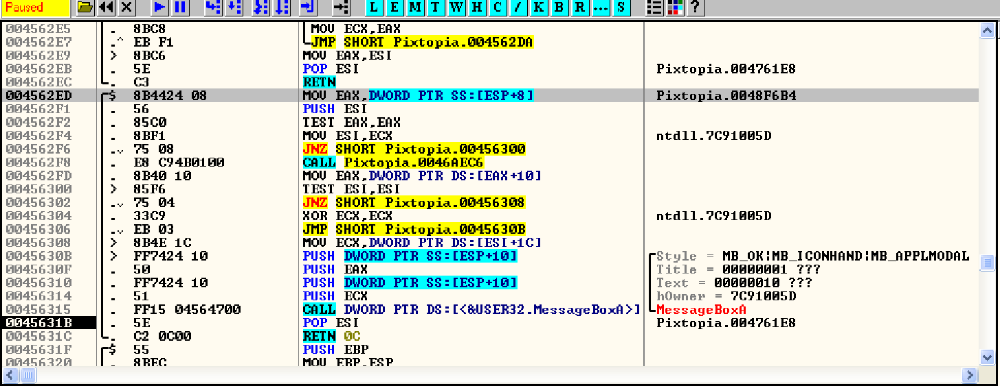 Paused L E M T W H C / K B R ... S ?
004562E5 . 8BC8 MOV ECX,EAX
004562E7 .^ EB F1 JMP SHORT Pixtopia.004562DA
004562E9 > 8BC6 MOV EAX,ESI
004562EB . 5E POP ESI Pixtopia.004761E8
004562EC . C3 RETN
004562ED $ 8B4424 08 MOV EAX,DWORD PTR SS:[ESP+8] Pixtopia.0048F6B4
004562F1 . 56 PUSH ESI
004562F2 . 85C0 TEST EAX,EAX
004562F4 . 8BF1 MOV ESI,ECX ntdll.7C91005D
004562F6 .v 75 08 JNZ SHORT Pixtopia.00456300
004562F8 . E8 C94B0100 CALL Pixtopia.0046AEC6
004562FD . 8B40 10 MOV EAX,DWORD PTR DS:[EAX+10]
00456300 > 85F6 TEST ESI,ESI
00456302 .v 75 04 JNZ SHORT Pixtopia.00456308
00456304 . 33C9 XOR ECX,ECX ntdll.7C91005D
00456306 .v EB 03 JMP SHORT Pixtopia.0045630B
00456308 > 8B4E 1C MOV ECX,DWORD PTR DS:[ESI+1C]
0045630B > FF7424 10 PUSH DWORD PTR SS:[ESP+10] Style = MB_OK|MB_ICONHAND|MB_APPLMODAL
0045630F . 50 PUSH EAX Title = 00000001 ???
00456310 . FF7424 10 PUSH DWORD PTR SS:[ESP+10] Text = 00000010 ???
00456314 . 51 PUSH ECX hOwner = 7C91005D
00456315 . FF15 04564700 CALL DWORD PTR DS:[<&USER32.MessageBoxA>] MessageBoxA
0045631B . 5E POP ESI Pixtopia.004761E8
0045631C . C2 0C00 RETN 0C
0045631F $ 55 PUSH EBP
00456320 . 8BEC MOV EBP,ESP